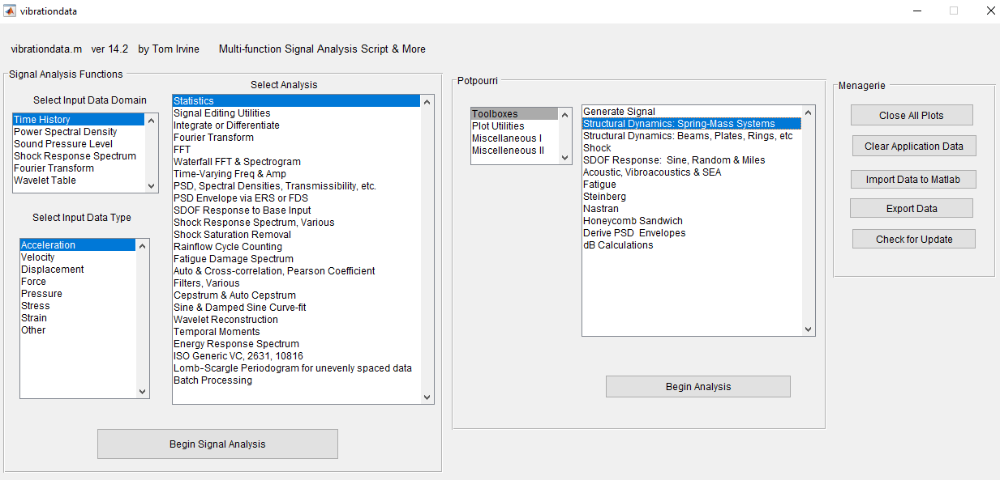 vibrationdata
vibrationdata.m ver 14.2 by Tom Irvine Multi-function Signal Analysis Script & More
Signal Analysis Functions
Select Input Data Domain
Time History
Power Spectral Density
Sound Pressure Level
Shock Response Spectrum
Fourier Transform
Wavelet Table
Select Input Data Type
Acceleration
Velocity
Displacement
Force
Pressure
Stress
Strain
Other
Select Analysis
Statistics
Signal Editing Utilities
Integrate or Differentiate
Fourier Transform
FFT
Waterfall FFT & Spectrogram
Time-Varying Freq & Amp
PSD, Spectral Densities, Transmissibility, etc.
PSD Envelope via ERS or FDS
SDOF Response to Base Input
Shock Response Spectrum, Various
Shock Saturation Removal
Rainflow Cycle Counting
Fatigue Damage Spectrum
Auto & Cross-correlation, Pearson Coefficient
Filters, Various
Cepstrum & Auto Cepstrum
Sine & Damped Sine Curve-fit
Wavelet Reconstruction
Temporal Moments
Energy Response Spectrum
ISO Generic VC, 2631, 10816
Lomb-Scargle Periodogram for unevenly spaced data
Batch Processing
Begin Signal Analysis
Potpourri
Toolboxes
Plot Utilities
Miscellaneous I
Miscelleneous II
Generate Signal
Structural Dynamics: Spring-Mass Systems
Structural Dynamics: Beams, Plates, Rings, etc
Shock
SDOF Response: Sine, Random & Miles
Acoustic, Vibroacoustics & SEA
Fatigue
Steinberg
Nastran
Honeycomb Sandwich
Derive PSD Envelopes
dB Calculations
Begin Analysis
Menagerie
Close All Plots
Clear Application Data
Import Data to Matlab
Export Data
Check for Update